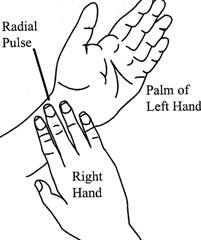 Radial
Pulse
Palm of
Left Hand
Right
Hand